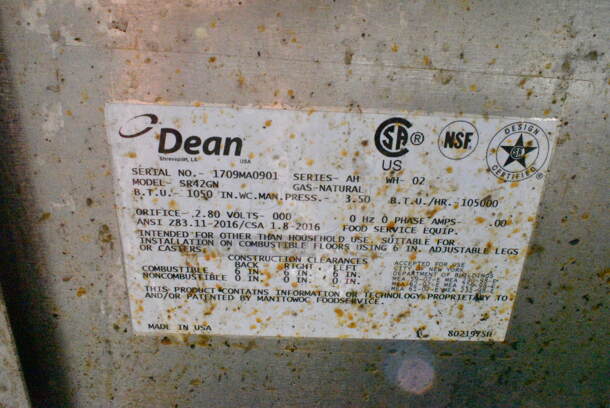 Dean
Shreveport, LA USA
CSA ® US
NSF
DESIGN CERTIFIED
SERIAL NO.- 1709MA0901 SERIES- AH WH- 02
MODEL- SR42GN GAS-NATURAL
B.T.U.- 1050 IN.WC.MAN.PRESS.- 3.50 B.T.U./HR.-105000
ORIFICE-.2.80 VOLTS- 000 0 HZ 0 PHASE AMPS- .00
ANSI Z83.11-2016/CSA 1.8-2016 FOOD SERVICE EQUIP.
INTENDED FOR OTHER THAN HOUSEHOLD USE. SUITABLE FOR
INSTALLATION ON COMBUSTIBLE FLOORS USING 6 IN. ADJUSTABLE LEGS
OR CASTERS
CONSTRUCTION CLEARANCES
BACK RIGHT LEFT
COMBUSTIBLE 6 IN 6 IN 6 IN.
NONCOMBUSTIBLE 0 IN. 0 IN. 0 IN.
ACCEPTED FOR USE
CITY OF NEW YORK
DEPARTMENT OF BUILDINGS
THIS PRODUCT CONTAINS INFORMATION OR TECHNOLOGY PROPRIETARY TO
AND/OR PATENTED BY MANITOWOC FOODSERVICE.
MADE IN USA